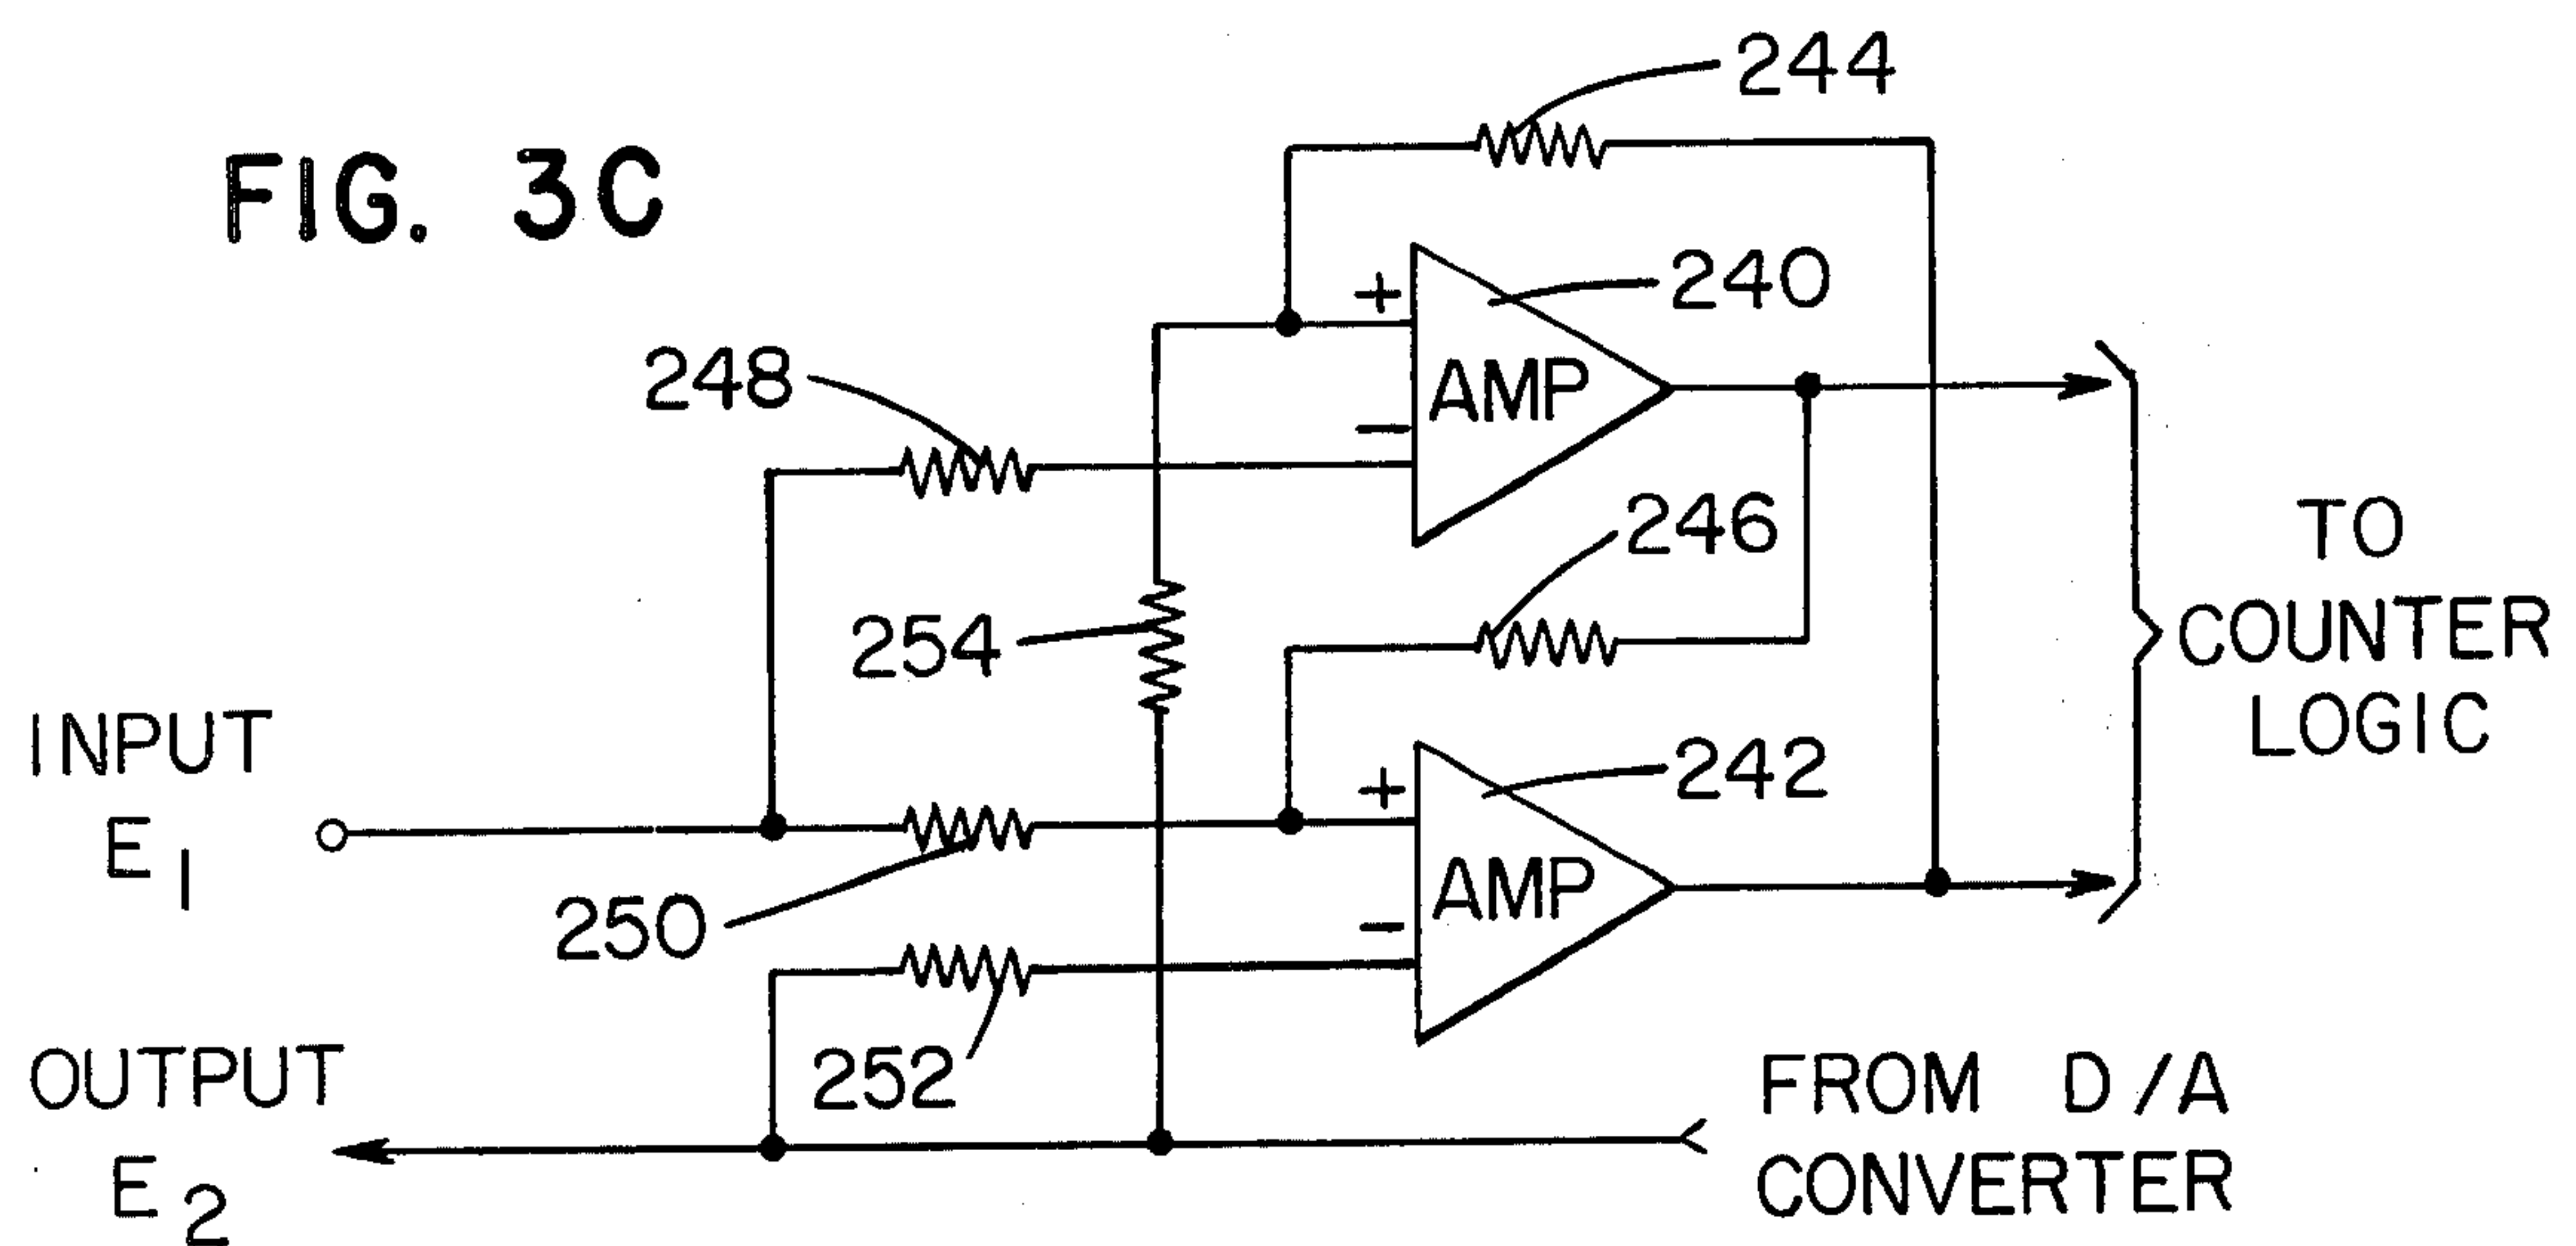 FIG. 3C
244
+
240
248
AMP
−
246
TO
COUNTER
LOGIC
254
INPUT
E1
242
+
250
AMP
−
252
OUTPUT
E2
FROM D/A
CONVERTER